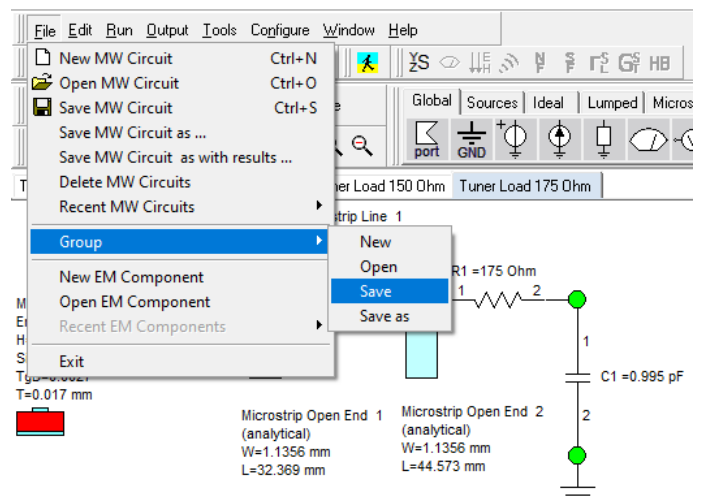 File Edit Run Output Tools Configure Window Help
New MW Circuit Ctrl+N
Open MW Circuit Ctrl+O
Save MW Circuit Ctrl+S
Save MW Circuit as ...
Save MW Circuit as with results ...
Delete MW Circuits
Recent MW Circuits
Group
New EM Component
Open EM Component
Recent EM Components
Exit
New
Open
Save
Save as
HB
Global Sources Ideal Lumped Micros
port GND
Load 150 Ohm Tuner Load 175 Ohm
Line 1
R1 =175 Ohm
1 2
1
C1 =0.995 pF
2
T=0.017 mm
Microstrip Open End 1
(analytical)
W=1.1356 mm
L=32.369 mm
Microstrip Open End 2
(analytical)
W=1.1356 mm
L=44.573 mm